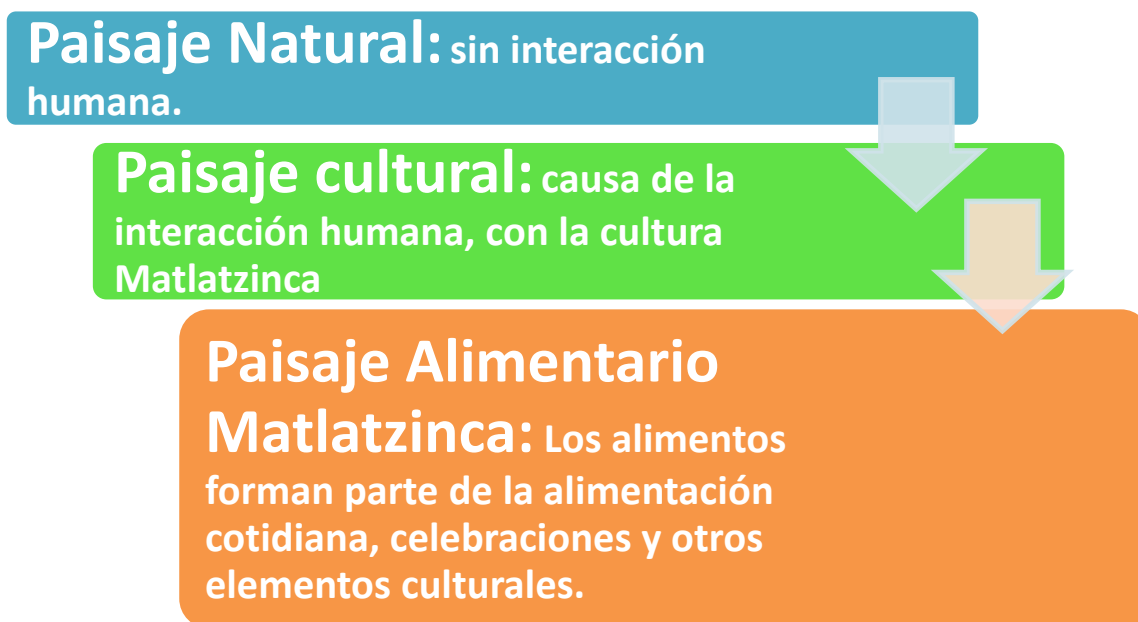 Paisaje Natural: sin interacción
humana.
Paisaje cultural: causa de la
interacción humana, con la cultura
Matlatzinca
Paisaje Alimentario
Matlatzinca: Los alimentos
forman parte de la alimentación
cotidiana, celebraciones y otros
elementos culturales.